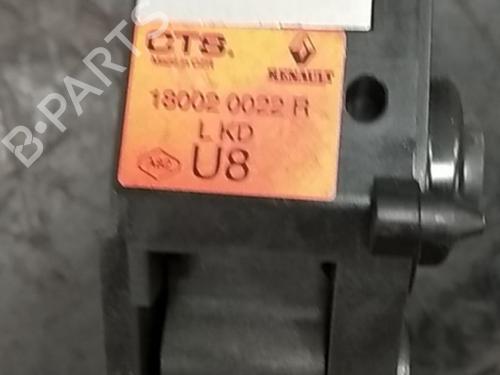 CTS.
RENAULT
18002 0022 R
L KD
U8
B-PARTS